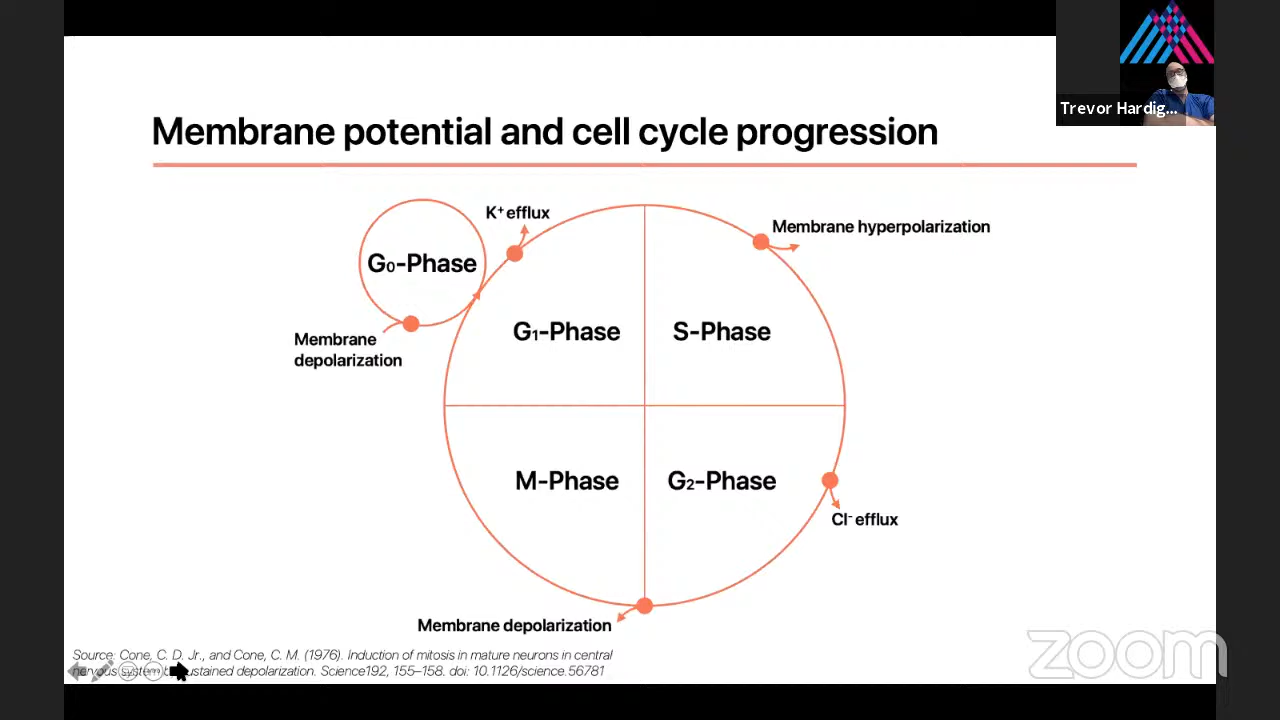 Trevor Hardig...
Membrane potential and cell cycle progression
K+ efflux
Membrane hyperpolarization
G0-Phase
Membrane
depolarization
G1-Phase
S-Phase
M-Phase
G2-Phase
Cl- efflux
Membrane depolarization
Source: Cone, C. D. Jr., and Cone, C. M. (1976). Induction of mitosis in mature neurons in central
nervous system sustained depolarization. Science192, 155–158. doi: 10.1126/science.56781
zoom